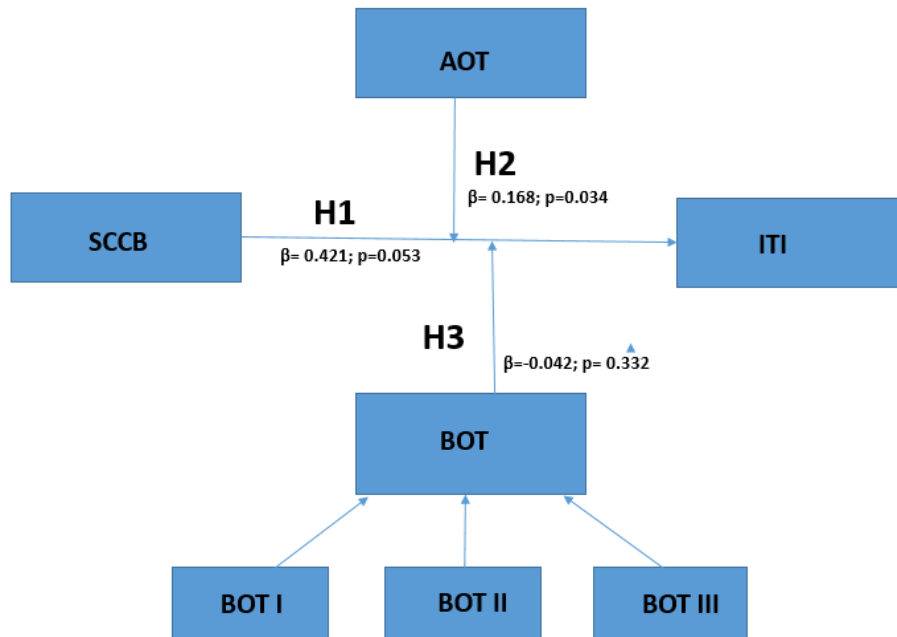 AOT
H2
β= 0.168; p=0.034
H1
SCCB
ITI
β= 0.421; p=0.053
H3
β=-0.042; p= 0.332
BOT
BOT I
BOT II
BOT III